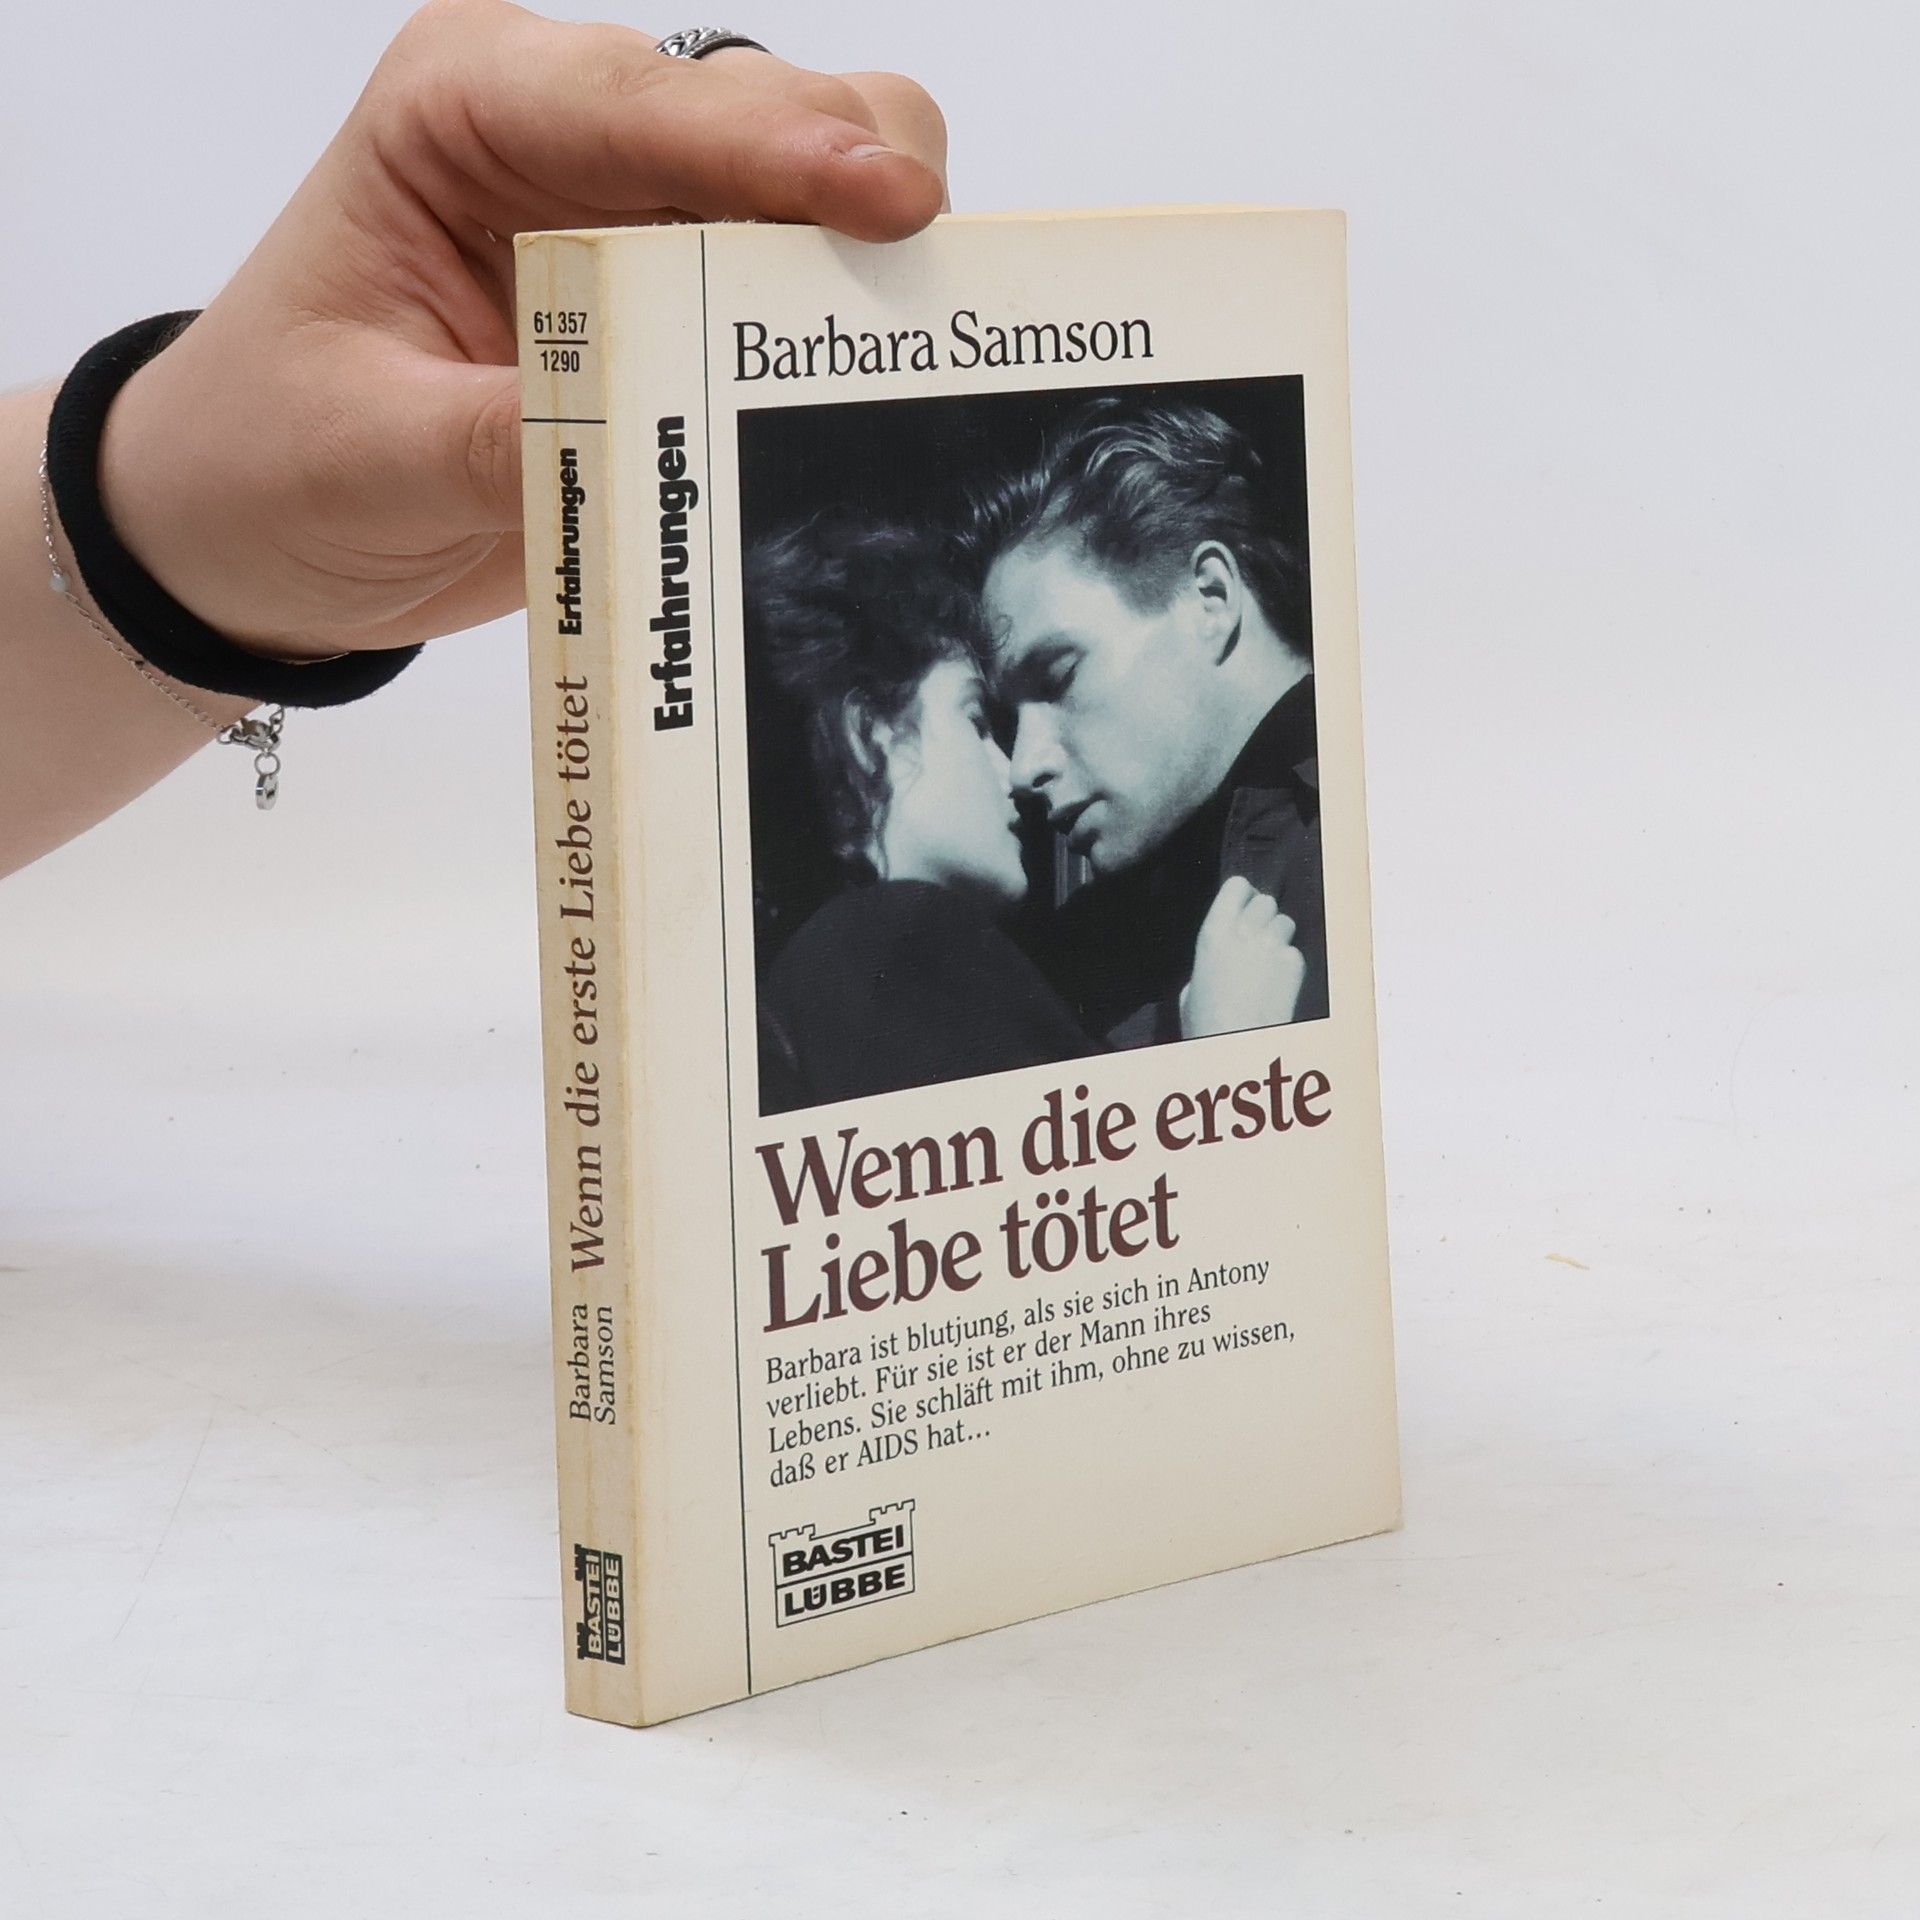 61 357
1290
Erfahrungen
Wenn die erste Liebe tötet
Barbara
Samson
BASTEI
LÜBBE
Erfahrungen
Barbara Samson
Wenn die erste
Liebe tötet
Barbara ist blutjung, als sie sich in Antony
verliebt. Für sie ist er der Mann ihres
Lebens. Sie schläft mit ihm, ohne zu wissen,
daß er AIDS hat...
BASTEI
LÜBBE